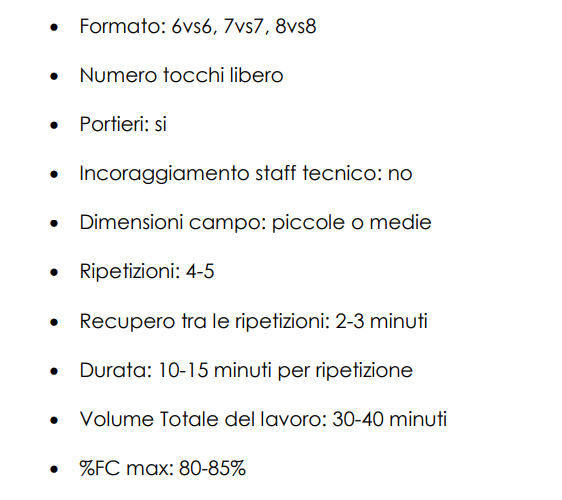 • Formato: 6vs6, 7vs7, 8vs8
• Numero tocchi libero
• Portieri: si
• Incoraggiamento staff tecnico: no
• Dimensioni campo: piccole o medie
• Ripetizioni: 4-5
• Recupero tra le ripetizioni: 2-3 minuti
• Durata: 10-15 minuti per ripetizione
• Volume Totale del lavoro: 30-40 minuti
• %FC max: 80-85%